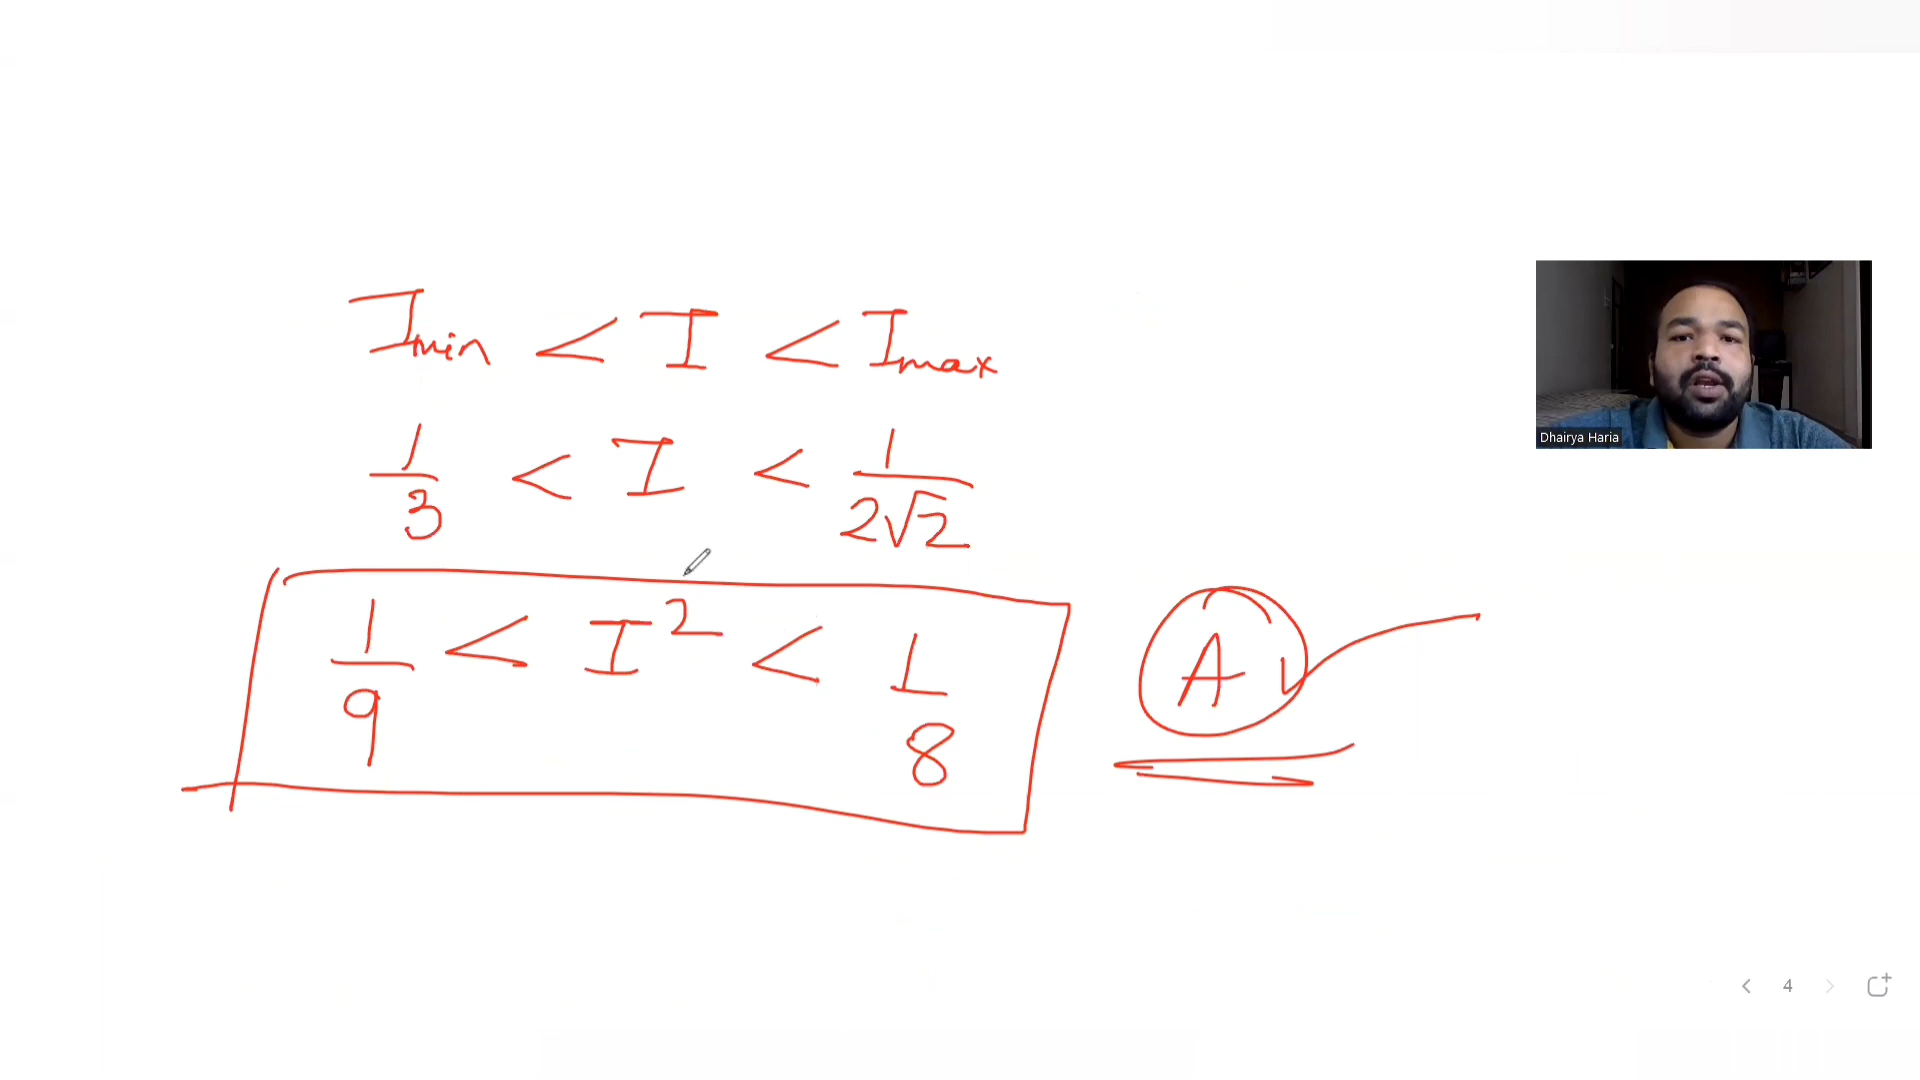 Imin < I < Imax
1/3 < I < 1/2√2
1/9 < I² < 1/8
A
Dhairya Haria
4